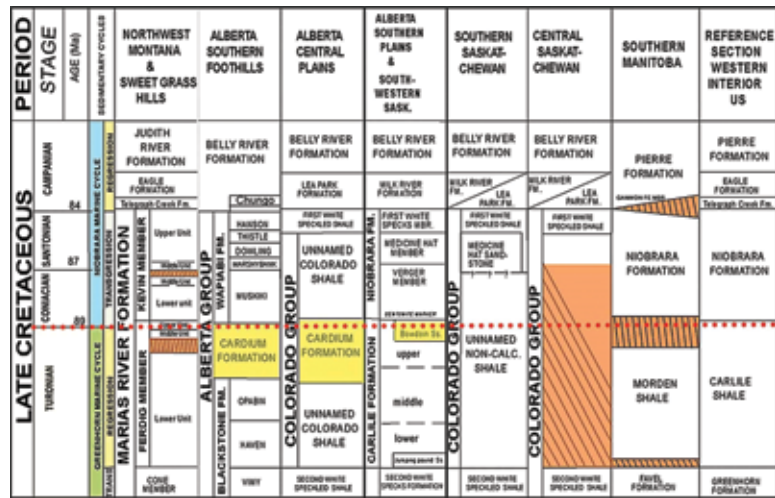 PERIOD
STAGE
AGE (Ma)
SEDIMENTARY CYCLES
NORTHWEST
MONTANA
&
SWEET GRASS
HILLS
ALBERTA
SOUTHERN
FOOTHILLS
ALBERTA
CENTRAL
PLAINS
ALBERTA
SOUTHERN
PLAINS
&
SOUTH-
WESTERN
SASK.
SOUTHERN
SASKAT-
CHEWAN
CENTRAL
SASKAT-
CHEWAN
SOUTHERN
MANITOBA
REFERENCE
SECTION
WESTERN
INTERIOR
US
LATE CRETACEOUS
CAMPANIAN
SANTONIAN
CONIACIAN
TURONIAN
84
87
89
NIOBRARA MARINE CYCLE
GREENHORN MARINE CYCLE
REGRESSION
TRANSGRESSION
REGRESSION
TRANS
JUDITH
RIVER
FORMATION
EAGLE
FORMATION
Telegraph Creek Fm.
MARIAS RIVER FORMATION
KEVIN MEMBER
Upper Unit
Lower unit
FERDIG MEMBER
Lower Unit
CONE
MEMBER
BELLY RIVER
FORMATION
Chungo
ALBERTA GROUP
WAPIABI FM.
HANSON
THISTLE
DOWLING
MARSHYBANK
MUSKIKI
CARDIUM
FORMATION
BLACKSTONE FM.
OPABIN
HAVEN
VIMY
BELLY RIVER
FORMATION
LEA PARK
FORMATION
FIRST WHITE
SPECKLED SHALE
COLORADO GROUP
UNNAMED
COLORADO
SHALE
CARDIUM
FORMATION
UNNAMED
COLORADO
SHALE
SECOND WHITE
SPECKLED SHALE
BELLY RIVER
FORMATION
MILK RIVER
FORMATION
NIOBRARA FM.
FIRST WHITE
SPECKS MBR.
MEDICINE HAT
MEMBER
VERGER
MEMBER
BENTONITE MARKER
CARLILE FORMATION
Bowdoin Ss.
upper
middle
lower
SECOND WHITE
SPECKS FORMATION
BELLY RIVER
FORMATION
MILK RIVER
FM.
LEA
PARK FM.
FIRST WHITE
SPECKLED SHALE
COLORADO GROUP
MEDICINE
HAT SAND-
STONE
UNNAMED
NON-CALC.
SHALE
SECOND WHITE
SPECKLED SHALE
BELLY RIVER
FORMATION
MILK RIVER
FM.
LEA
PARK FM.
FIRST WHITE
SPECKLED SHALE
COLORADO GROUP
SECOND WHITE
SPECKLED SHALE
PIERRE
FORMATION
NIOBRARA
FORMATION
MORDEN
SHALE
FAVEL
FORMATION
PIERRE
FORMATION
EAGLE
FORMATION
Telegraph Creek Fm.
NIOBRARA
FORMATION
CARLILE
SHALE
GREENHORN
FORMATION